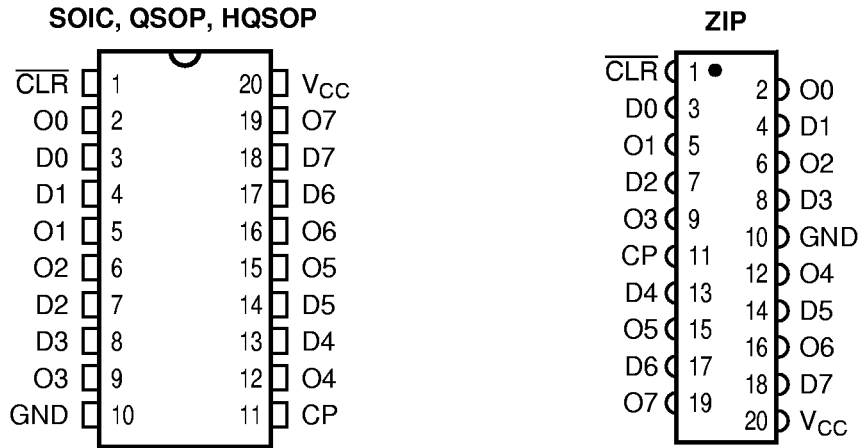 SOIC, QSOP, HQSOP
CLR 1 20 VCC
O0 2 19 O7
D0 3 18 D7
D1 4 17 D6
O1 5 16 O6
O2 6 15 O5
D2 7 14 D5
D3 8 13 D4
O3 9 12 O4
GND 10 11 CP
ZIP
CLR 1
2 O0
D0 3
4 D1
O1 5
6 O2
D2 7
8 D3
O3 9
10 GND
CP 11
12 O4
D4 13
14 D5
O5 15
16 O6
D6 17
18 D7
O7 19
20 VCC